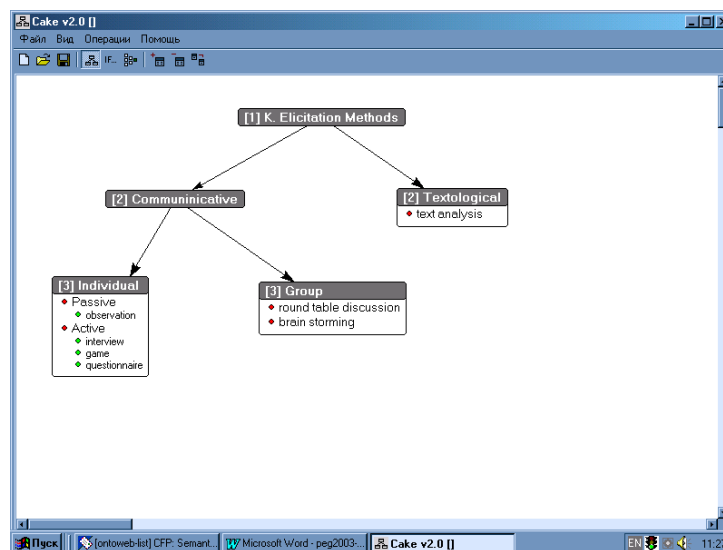 Cake v2.0 []
Файл Вид Операции Помощь
IF...
[1] K. Elicitation Methods
[2] Communinicative
[2] Textological
text analysis
[3] Individual
Passive
observation
Active
interview
game
questionnaire
[3] Group
round table discussion
brain storming
Пуск
[ontoweb-list] CFP: Semant...
Microsoft Word - peg2003-...
Cake v2.0 []
EN